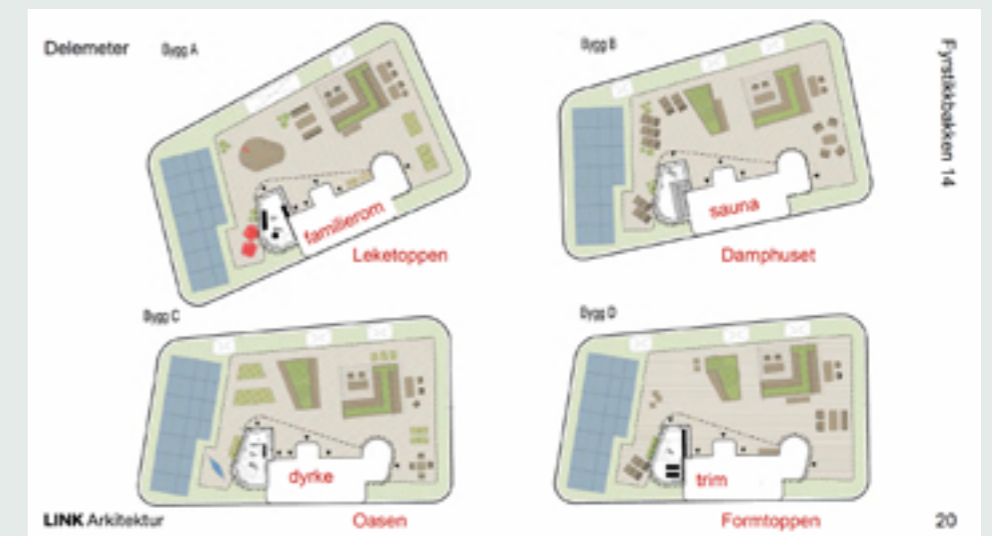 Delemeter
Bygg A
familierom
Leketoppen
Bygg B
sauna
Damphuset
Fyrstikkbakken 14
Bygg C
dyrke
Oasen
Bygg D
trim
Formtoppen
LINK Arkitektur
20